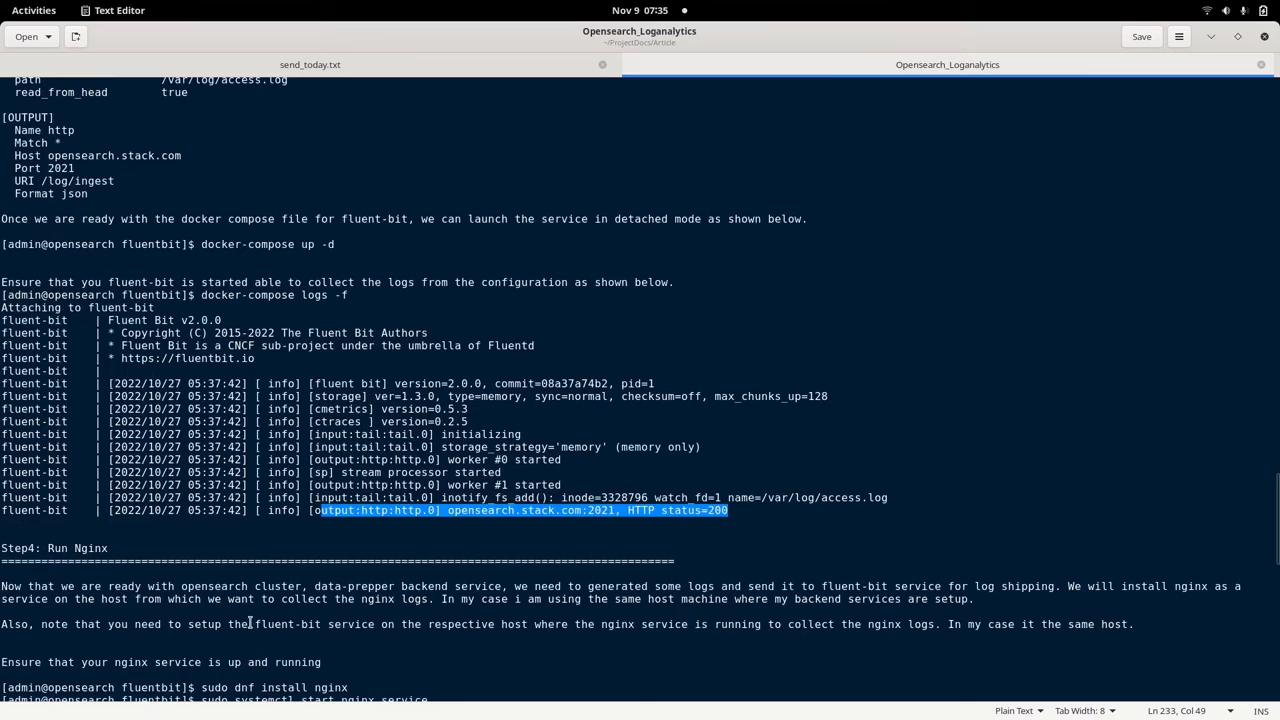 Activities
Text Editor
Nov 9 07:35
Open
Opensearch_Loganalytics
~/ProjectDocs/Article
Save
send_today.txt
Opensearch_Loganalytics
path /var/log/access.log
read_from_head true
[OUTPUT]
Name http
Match *
Host opensearch.stack.com
Port 2021
URI /log/ingest
Format json
Once we are ready with the docker compose file for fluent-bit, we can launch the service in detached mode as shown below.
[admin@opensearch fluentbit]$ docker-compose up -d
Ensure that you fluent-bit is started able to collect the logs from the configuration as shown below.
[admin@opensearch fluentbit]$ docker-compose logs -f
Attaching to fluent-bit
fluent-bit | Fluent Bit v2.0.0
fluent-bit | * Copyright (C) 2015-2022 The Fluent Bit Authors
fluent-bit | * Fluent Bit is a CNCF sub-project under the umbrella of Fluentd
fluent-bit | * https://fluentbit.io
fluent-bit |
fluent-bit | [2022/10/27 05:37:42] [ info] [fluent bit] version=2.0.0, commit=08a37a74b2, pid=1
fluent-bit | [2022/10/27 05:37:42] [ info] [storage] ver=1.3.0, type=memory, sync=normal, checksum=off, max_chunks_up=128
fluent-bit | [2022/10/27 05:37:42] [ info] [cmetrics] version=0.5.3
fluent-bit | [2022/10/27 05:37:42] [ info] [ctraces ] version=0.2.5
fluent-bit | [2022/10/27 05:37:42] [ info] [input:tail:tail.0] initializing
fluent-bit | [2022/10/27 05:37:42] [ info] [input:tail:tail.0] storage_strategy='memory' (memory only)
fluent-bit | [2022/10/27 05:37:42] [ info] [output:http:http.0] worker #0 started
fluent-bit | [2022/10/27 05:37:42] [ info] [sp] stream processor started
fluent-bit | [2022/10/27 05:37:42] [ info] [output:http:http.0] worker #1 started
fluent-bit | [2022/10/27 05:37:42] [ info] [input:tail:tail.0] inotify_fs_add(): inode=3328796 watch_fd=1 name=/var/log/access.log
fluent-bit | [2022/10/27 05:37:42] [ info] [output:http:http.0] opensearch.stack.com:2021, HTTP status=200
Step4: Run Nginx
================================================================================
Now that we are ready with opensearch cluster, data-prepper backend service, we need to generated some logs and send it to fluent-bit service for log shipping. We will install nginx as a
service on the host from which we want to collect the nginx logs. In my case i am using the same host machine where my backend services are setup.
Also, note that you need to setup the fluent-bit service on the respective host where the nginx service is running to collect the nginx logs. In my case it the same host.
Ensure that your nginx service is up and running
[admin@opensearch fluentbit]$ sudo dnf install nginx
[admin@opensearch fluentbit]$ sudo systemctl start nginx service
Plain Text
Tab Width: 8
Ln 233, Col 49
INS